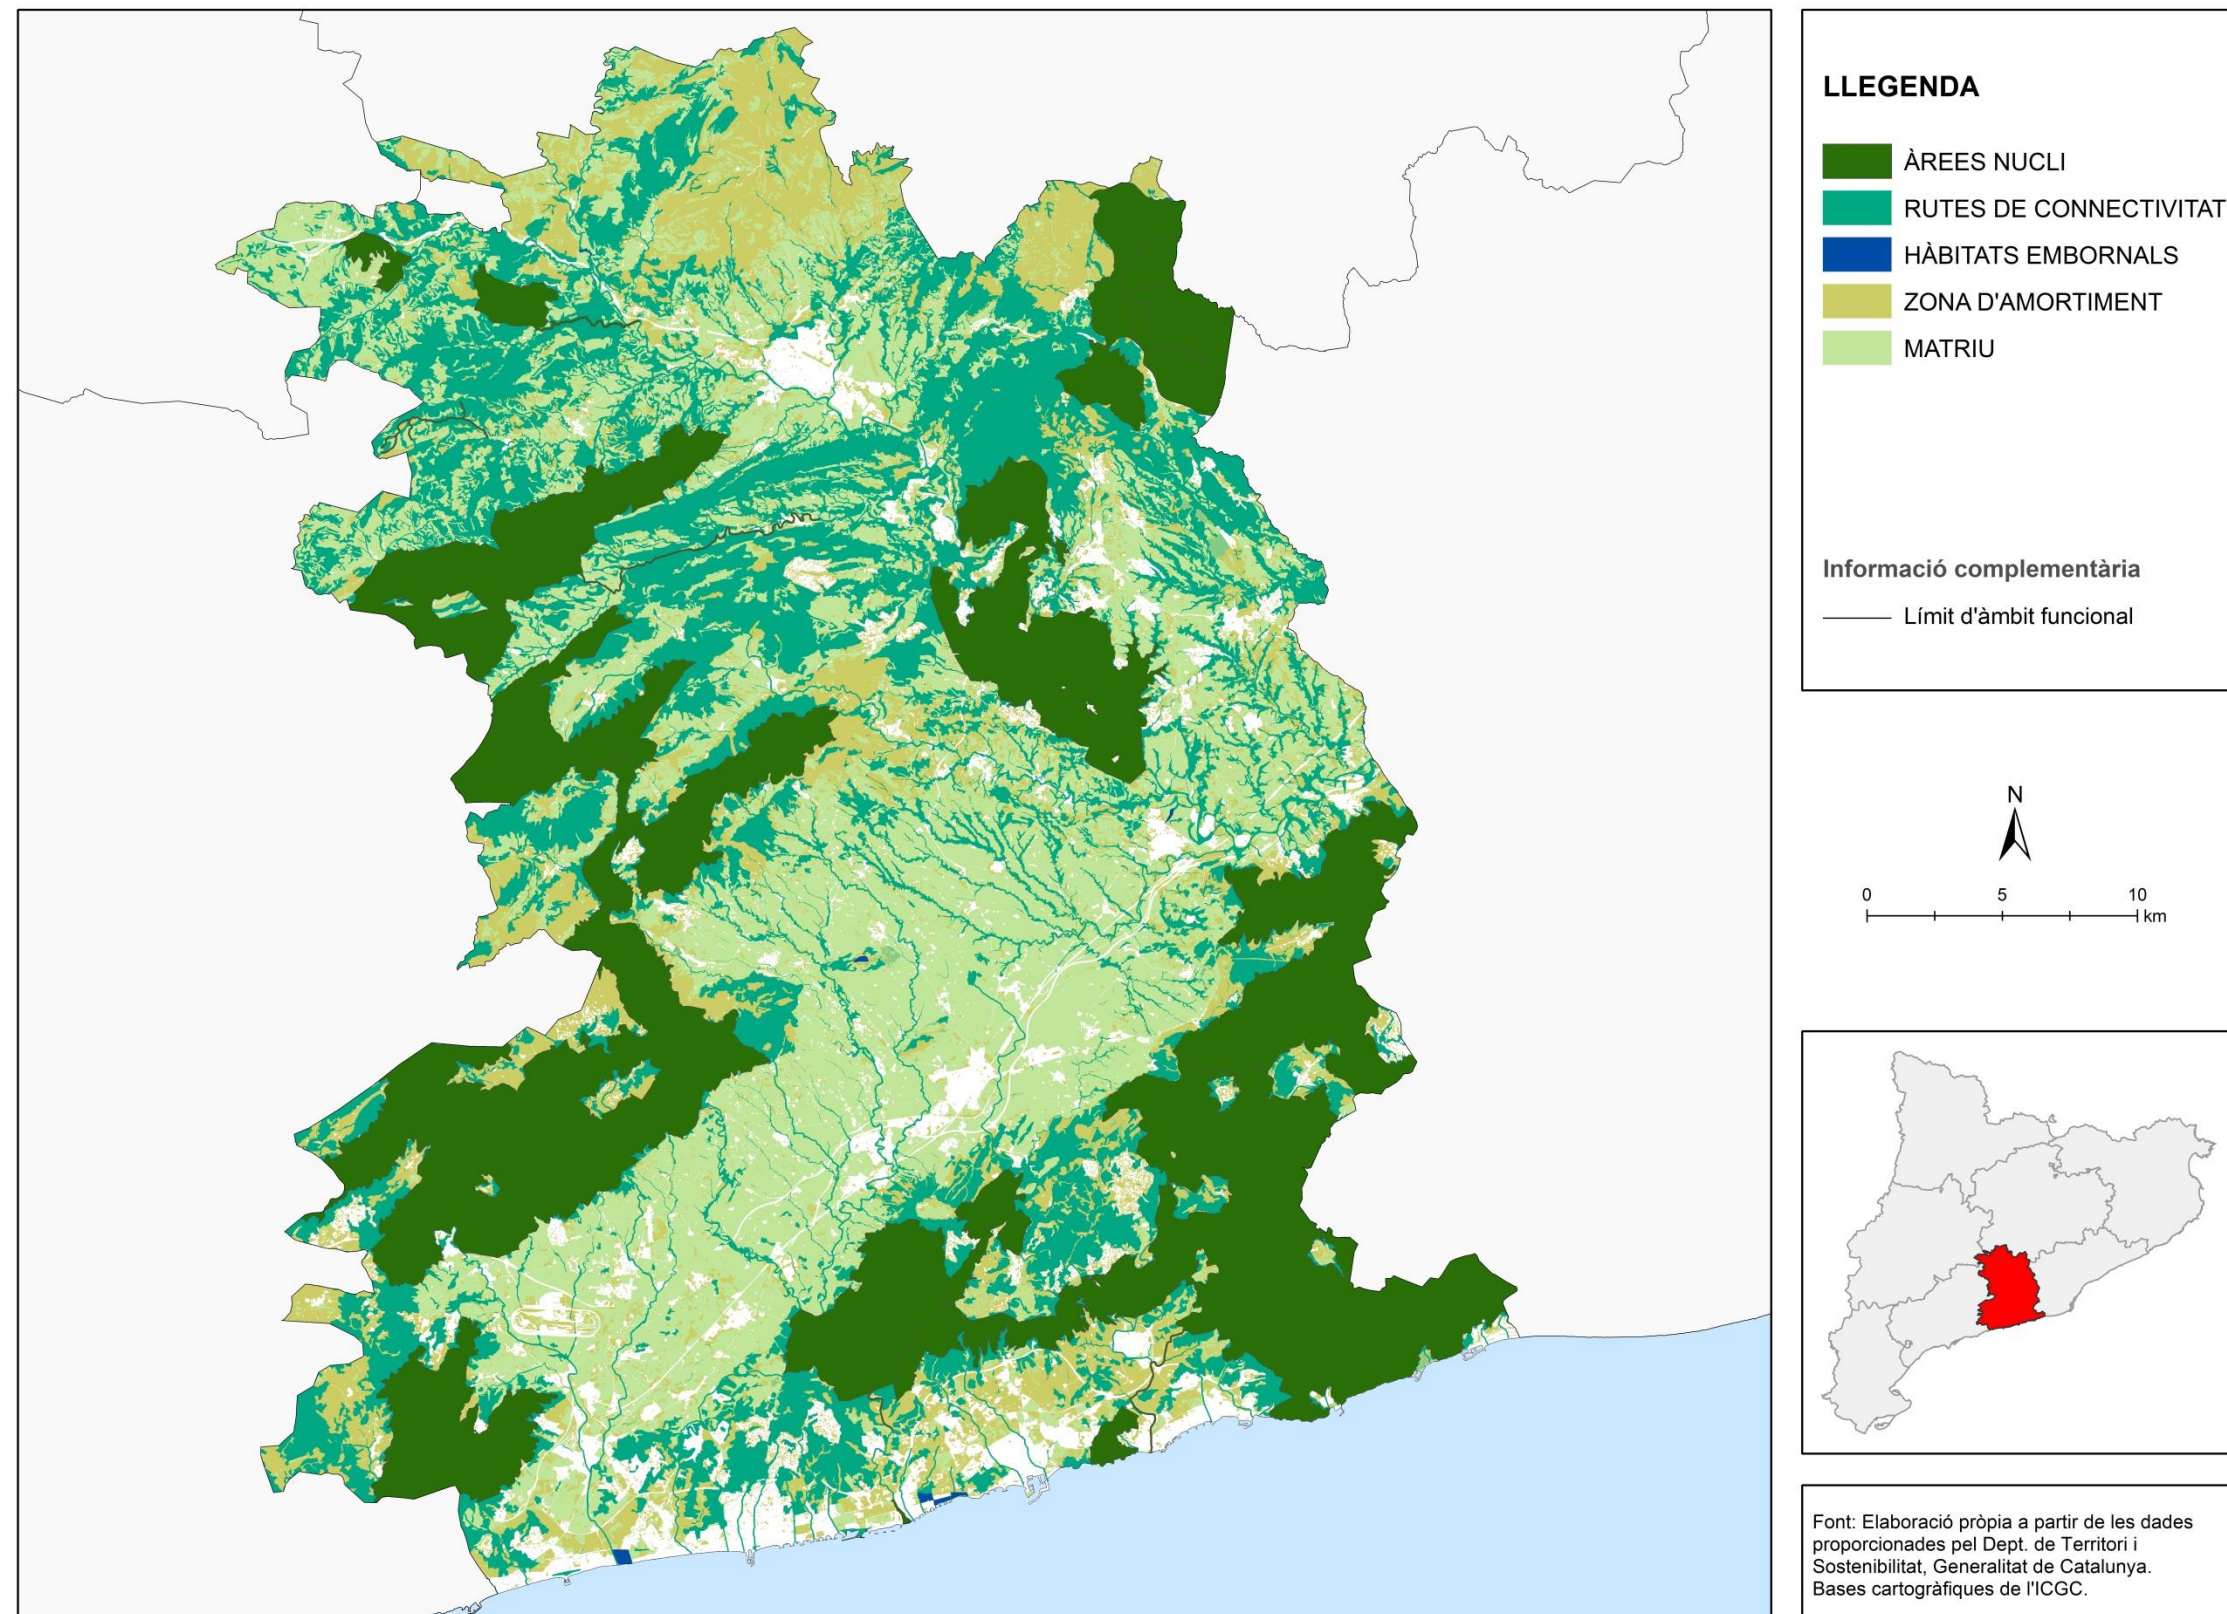 LLEGENDA
ÀREES NUCLI
RUTES DE CONNECTIVITAT
HÀBITATS EMBORNALS
ZONA D'AMORTIMENT
MATRIU
Informació complementària
Límit d'àmbit funcional
N
0 5 10
km
Font: Elaboració pròpia a partir de les dades
proporcionades pel Dept. de Territori i
Sostenibilitat, Generalitat de Catalunya.
Bases cartogràfiques de l'ICGC.